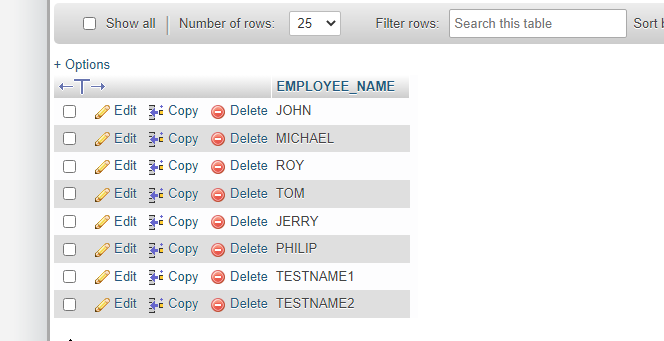 Show all Number of rows: 25 Filter rows: Search this table Sort b
+ Options
←T→ EMPLOYEE_NAME
Edit Copy Delete JOHN
Edit Copy Delete MICHAEL
Edit Copy Delete ROY
Edit Copy Delete TOM
Edit Copy Delete JERRY
Edit Copy Delete PHILIP
Edit Copy Delete TESTNAME1
Edit Copy Delete TESTNAME2